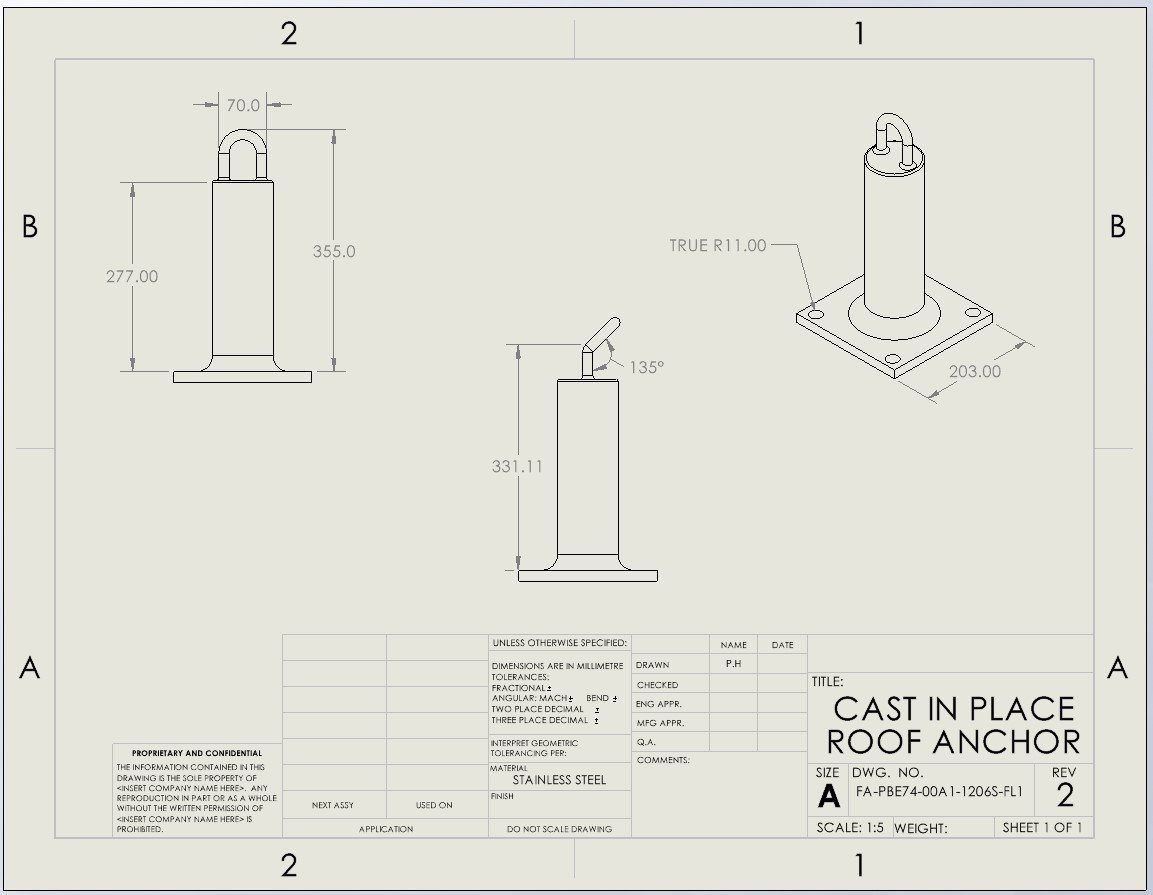 2
1
70.0
B
B
277.00
355.0
TRUE R11.00
203.00
135°
331.11
A
A
UNLESS OTHERWISE SPECIFIED:
DIMENSIONS ARE IN MILLIMETRE
TOLERANCES:
FRACTIONAL±
ANGULAR: MACH± BEND ±
TWO PLACE DECIMAL ±
THREE PLACE DECIMAL ±
INTERPRET GEOMETRIC
TOLERANCING PER:
MATERIAL
STAINLESS STEEL
FINISH
DO NOT SCALE DRAWING
NAME DATE
DRAWN P.H
CHECKED
ENG APPR.
MFG APPR.
Q.A.
COMMENTS:
TITLE:
CAST IN PLACE
ROOF ANCHOR
SIZE DWG. NO. REV
A FA-PBE74-00A1-1206S-FL1 2
SCALE: 1:5 WEIGHT: SHEET 1 OF 1
PROPRIETARY AND CONFIDENTIAL
THE INFORMATION CONTAINED IN THIS
DRAWING IS THE SOLE PROPERTY OF
<INSERT COMPANY NAME HERE>. ANY
REPRODUCTION IN PART OR AS A WHOLE
WITHOUT THE WRITTEN PERMISSION OF
<INSERT COMPANY NAME HERE> IS
PROHIBITED.
NEXT ASSY USED ON
APPLICATION
2
1